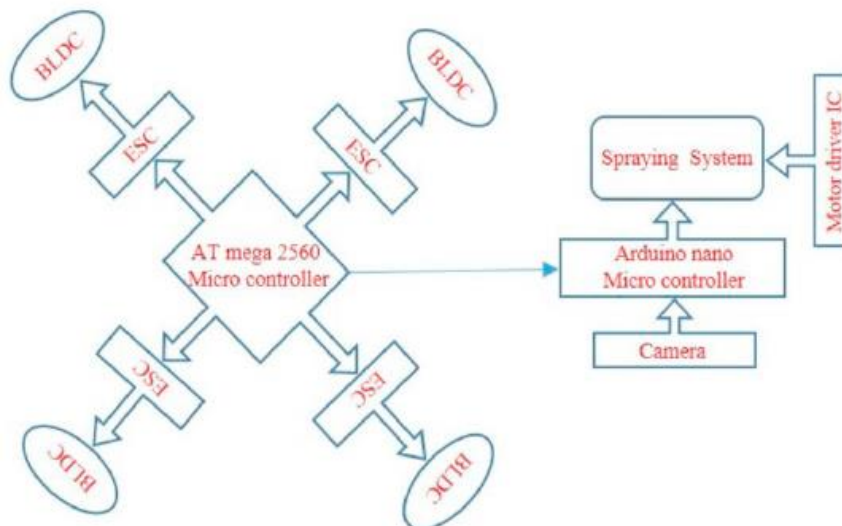 BLDC
BLDC
ESC
ESC
AT mega 2560
Micro controller
ESC
ESC
BLDC
BLDC
Spraying System
Motor driver IC
Arduino nano
Micro controller
Camera